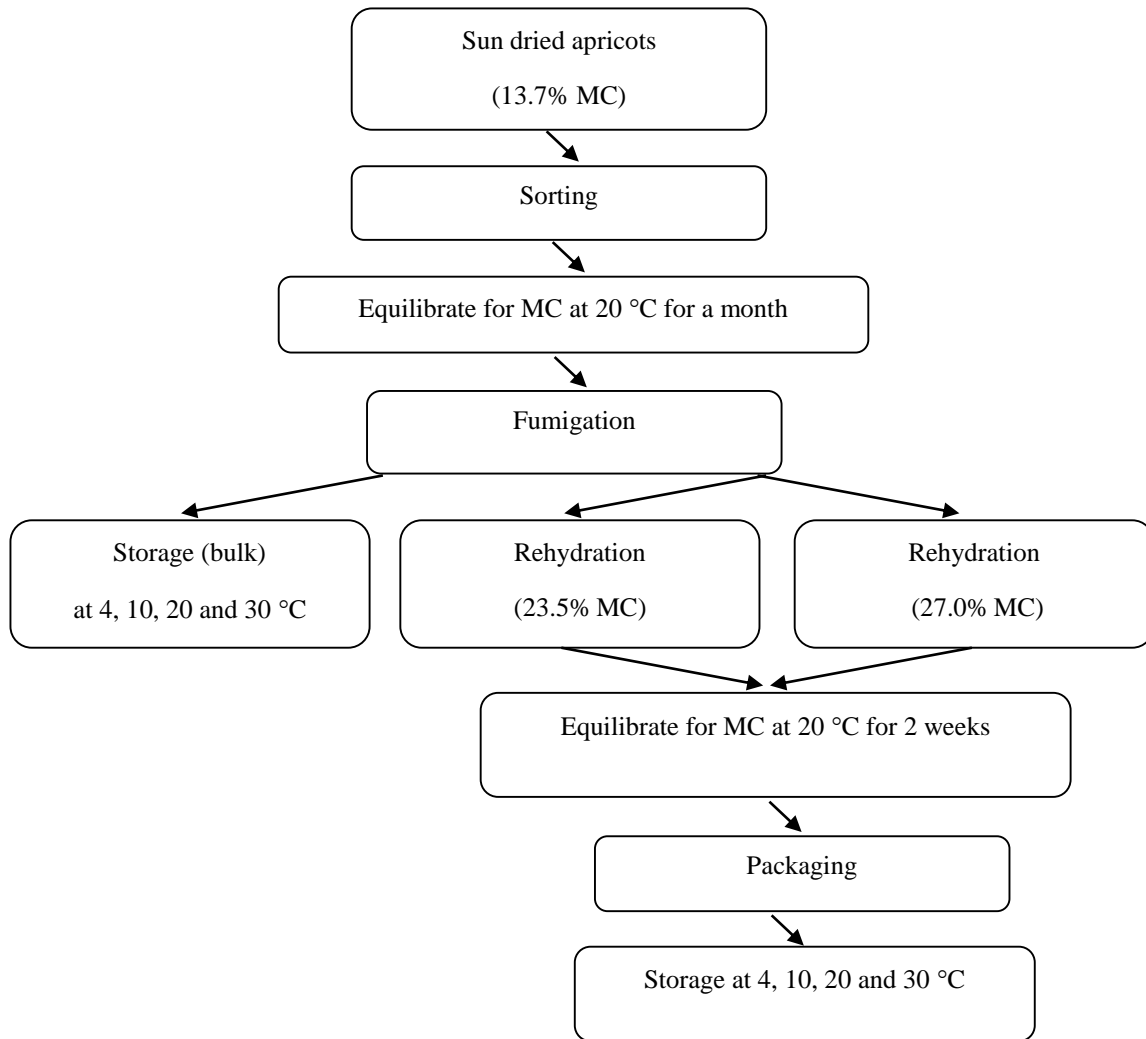 Sun dried apricots
(13.7% MC)
Sorting
Equilibrate for MC at 20 °C for a month
Fumigation
Storage (bulk)
at 4, 10, 20 and 30 °C
Rehydration
(23.5% MC)
Rehydration
(27.0% MC)
Equilibrate for MC at 20 °C for 2 weeks
Packaging
Storage at 4, 10, 20 and 30 °C